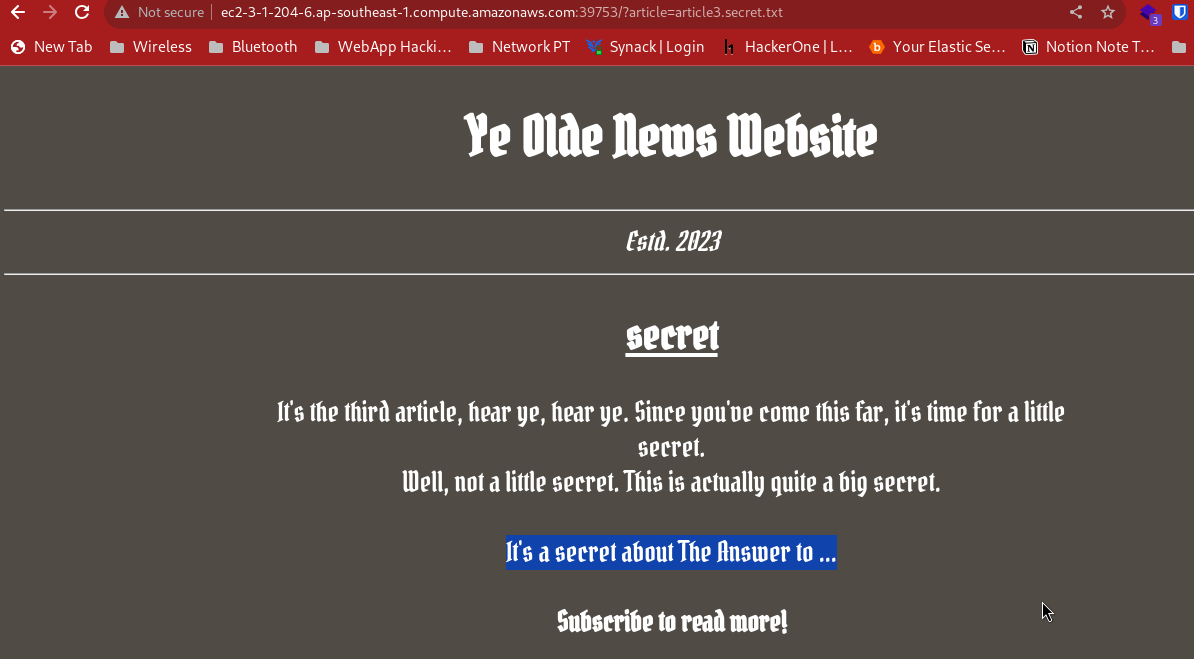 Not secure ec2-3-1-204-6.ap-southeast-1.compute.amazonaws.com:39753/?article=article3.secret.txt
3
New Tab Wireless Bluetooth WebApp Hacki... Network PT Synack | Login HackerOne | L... Your Elastic Se... Notion Note T...
Ye Olde News Website
Estd. 2023
secret
It's the third article, hear ye, hear ye. Since you've come this far, it's time for a little
secret.
Well, not a little secret. This is actually quite a big secret.
It's a secret about The Answer to ...
Subscribe to read more!